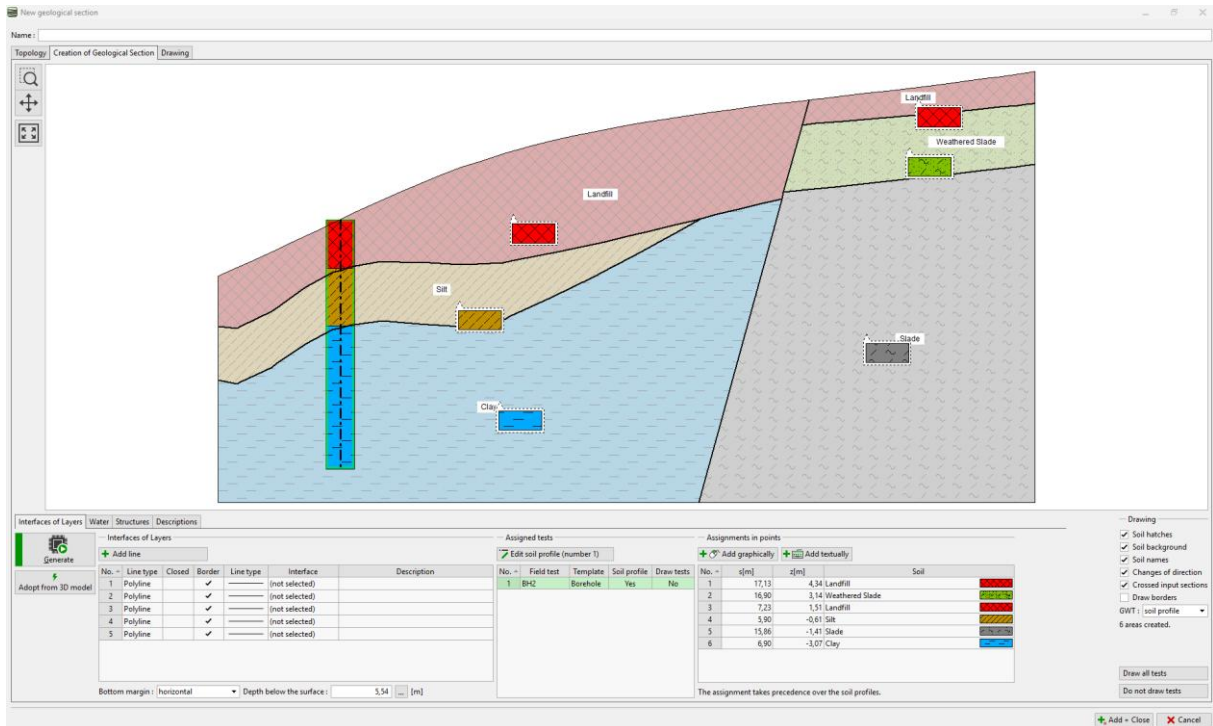 New geological section
Name :
Topology Creation of Geological Section Drawing
Landfill
Weathered Slade
Landfill
Silt
Slade
Clay
Interfaces of Layers Water Structures Descriptions
Generate
Adopt from 3D model
Interfaces of Layers
Add line
No. Line type Closed Border Line type Interface Description
1 Polyline (not selected)
2 Polyline (not selected)
3 Polyline (not selected)
4 Polyline (not selected)
5 Polyline (not selected)
Bottom margin : horizontal Depth below the surface : 5,54 ... [m]
Assigned tests
Edit soil profile (number 1)
No. Field test Template Soil profile Draw tests
1 BH2 Borehole Yes No
Assignments in points
Add graphically Add textually
No. s[m] z[m] Soil
1 17,13 4,34 Landfill
2 16,90 3,14 Weathered Slade
3 7,23 1,51 Landfill
4 5,90 -0,61 Silt
5 15,86 -1,41 Slade
6 6,90 -3,07 Clay
The assignment takes precedence over the soil profiles.
Drawing
Soil hatches
Soil background
Soil names
Changes of direction
Crossed input sections
Draw borders
GWT : soil profile
6 areas created.
Draw all tests
Do not draw tests
Add + Close Cancel